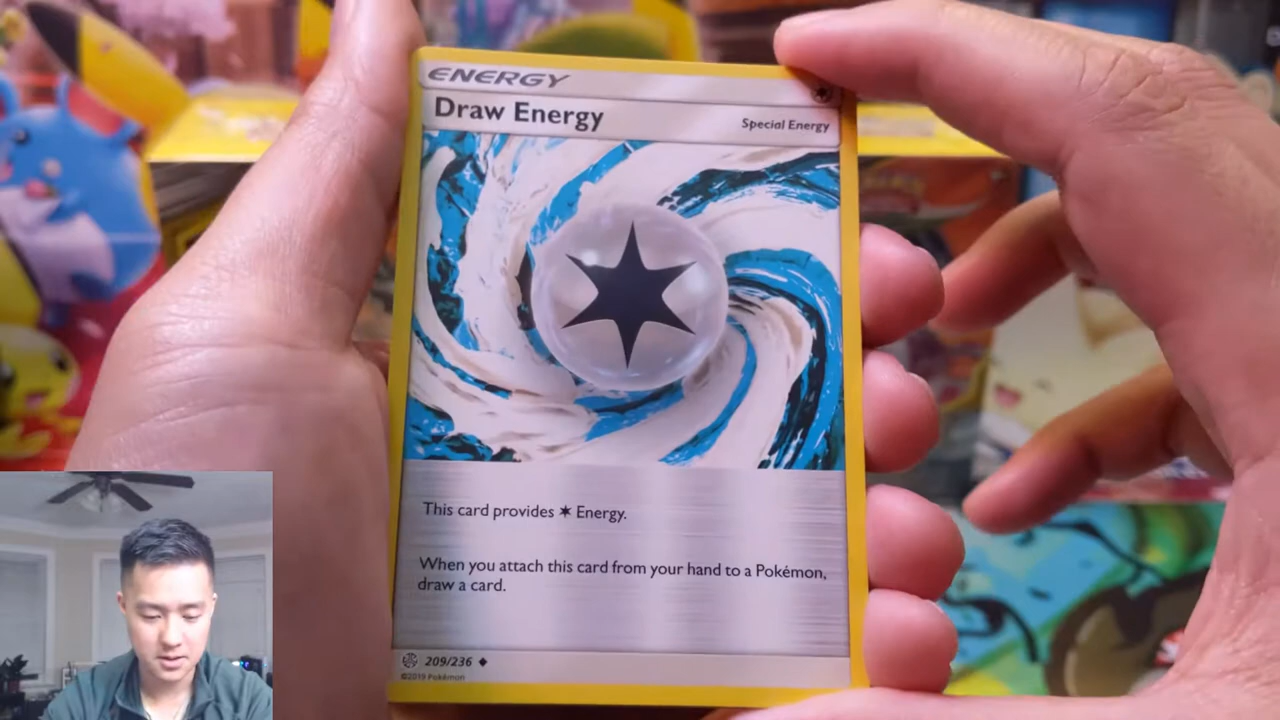 ENERGY
Draw Energy
Special Energy
This card provides ✶ Energy.
When you attach this card from your hand to a Pokémon,
draw a card.
209/236 ◆
©2019 Pokémon